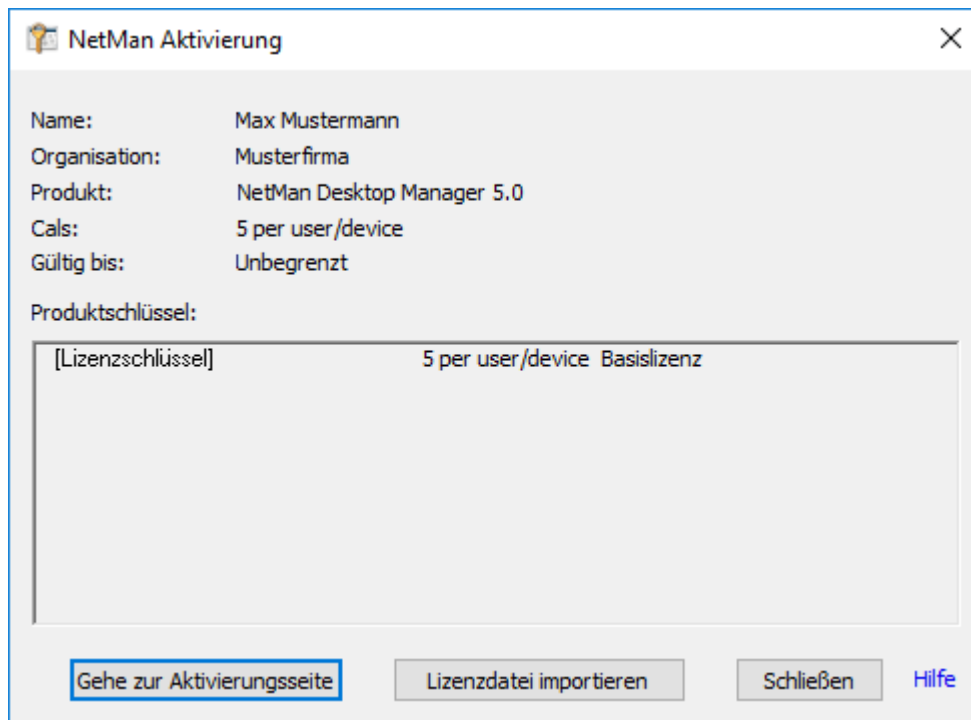 NetMan Aktivierung
Name: Max Mustermann
Organisation: Musterfirma
Produkt: NetMan Desktop Manager 5.0
Cals: 5 per user/device
Gültig bis: Unbegrenzt
Produktschlüssel:
[Lizenzschlüssel] 5 per user/device Basislizenz
Gehe zur Aktivierungsseite Lizenzdatei importieren Schließen Hilfe